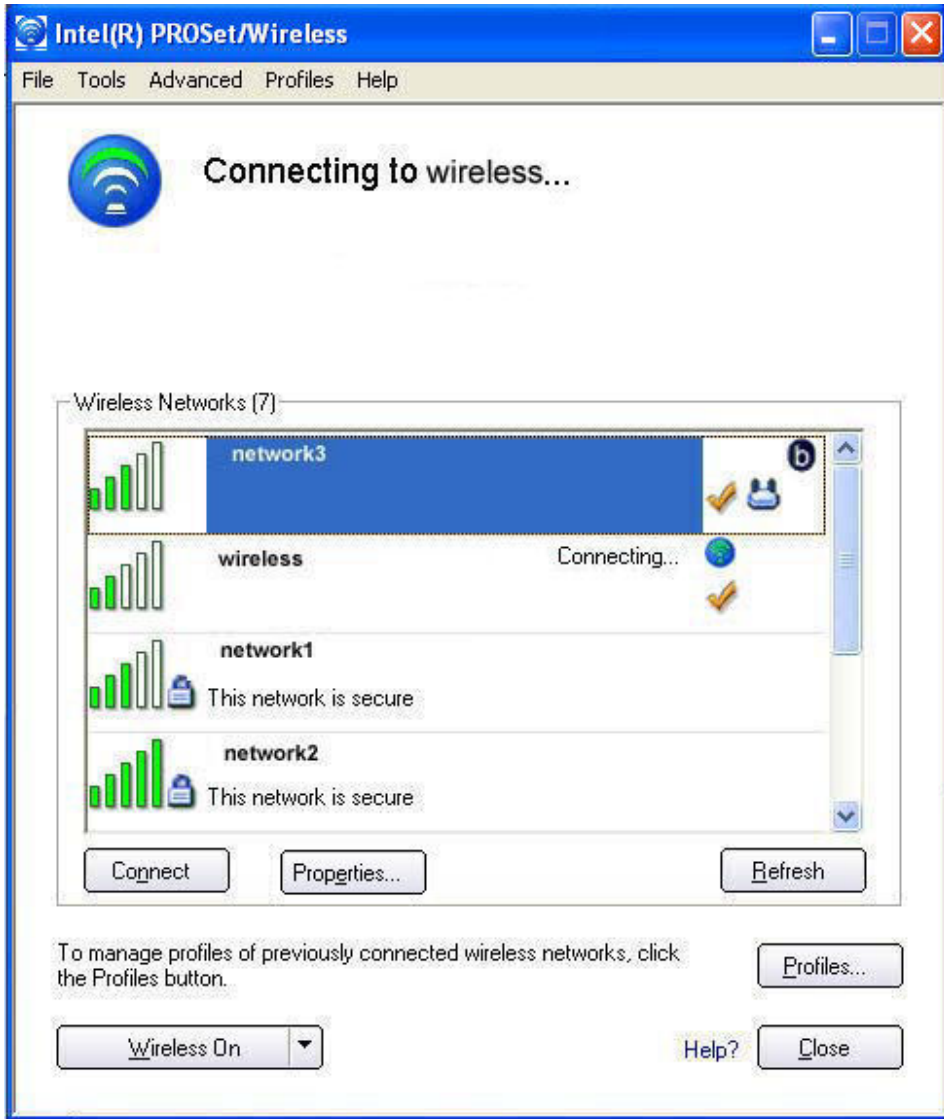 Intel(R) PROSet/Wireless
File Tools Advanced Profiles Help
Connecting to wireless...
Wireless Networks (7)
network3
b
wireless Connecting...
network1
This network is secure
network2
This network is secure
Connect Properties... Refresh
To manage profiles of previously connected wireless networks, click
the Profiles button.
Profiles...
Wireless On Help? Close